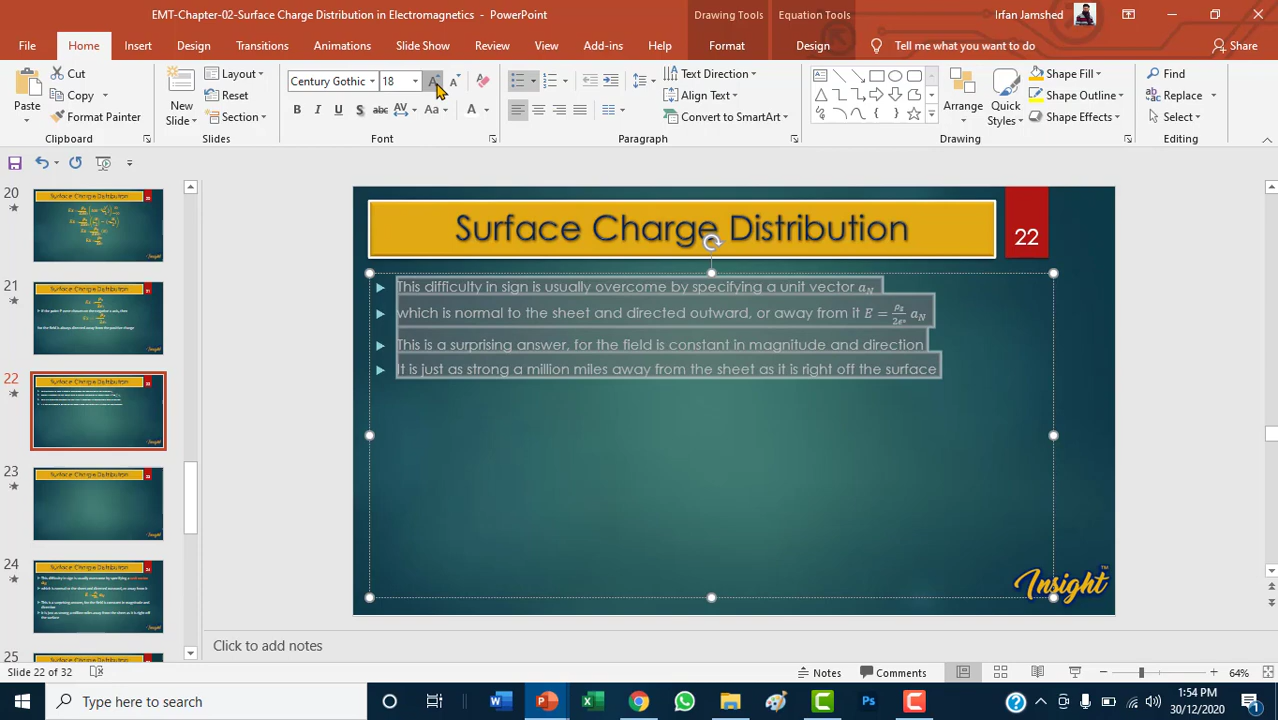 EMT-Chapter-02-Surface Charge Distribution in Electromagnetics - PowerPoint
Drawing Tools
Equation Tools
Irfan Jamshed
File
Home
Insert
Design
Transitions
Animations
Slide Show
Review
View
Add-ins
Help
Format
Design
Tell me what you want to do
Share
Paste
Cut
Copy
Format Painter
Clipboard
New
Slide
Layout
Reset
Section
Slides
Century Gothic
18
Font
Text Direction
Align Text
Convert to SmartArt
Paragraph
Arrange
Quick
Styles
Shape Fill
Shape Outline
Shape Effects
Drawing
Find
Replace
Select
Editing
20
21
22
23
24
25
Surface Charge Distribution
22
This difficulty in sign is usually overcome by specifying a unit vector a_N
which is normal to the sheet and directed outward, or away from it E = ρs/2ε° a_N
This is a surprising answer, for the field is constant in magnitude and direction
It is just as strong a million miles away from the sheet as it is right off the surface
Insight™
Click to add notes
Slide 22 of 32
Notes
Comments
64%
Type here to search
1:54 PM
30/12/2020